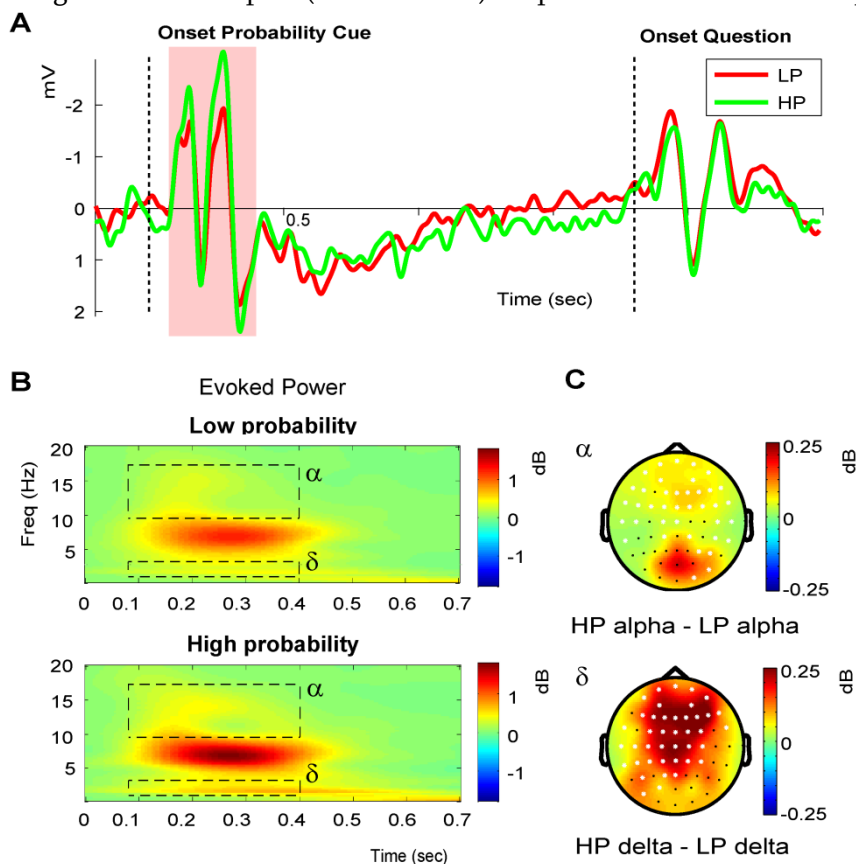 A
Onset Probability Cue
Onset Question
mV
-2
-1
0
1
2
0.5
Time (sec)
LP
HP
B
Evoked Power
Low probability
Freq (Hz)
20
15
10
5
α
δ
0 0.1 0.2 0.3 0.4 0.5 0.6 0.7
dB
1
0
-1
High probability
20
15
10
5
α
δ
0 0.1 0.2 0.3 0.4 0.5 0.6 0.7
Time (sec)
dB
1
0
-1
C
α
0.25
0
-0.25
dB
HP alpha - LP alpha
δ
0.25
0
-0.25
dB
HP delta - LP delta